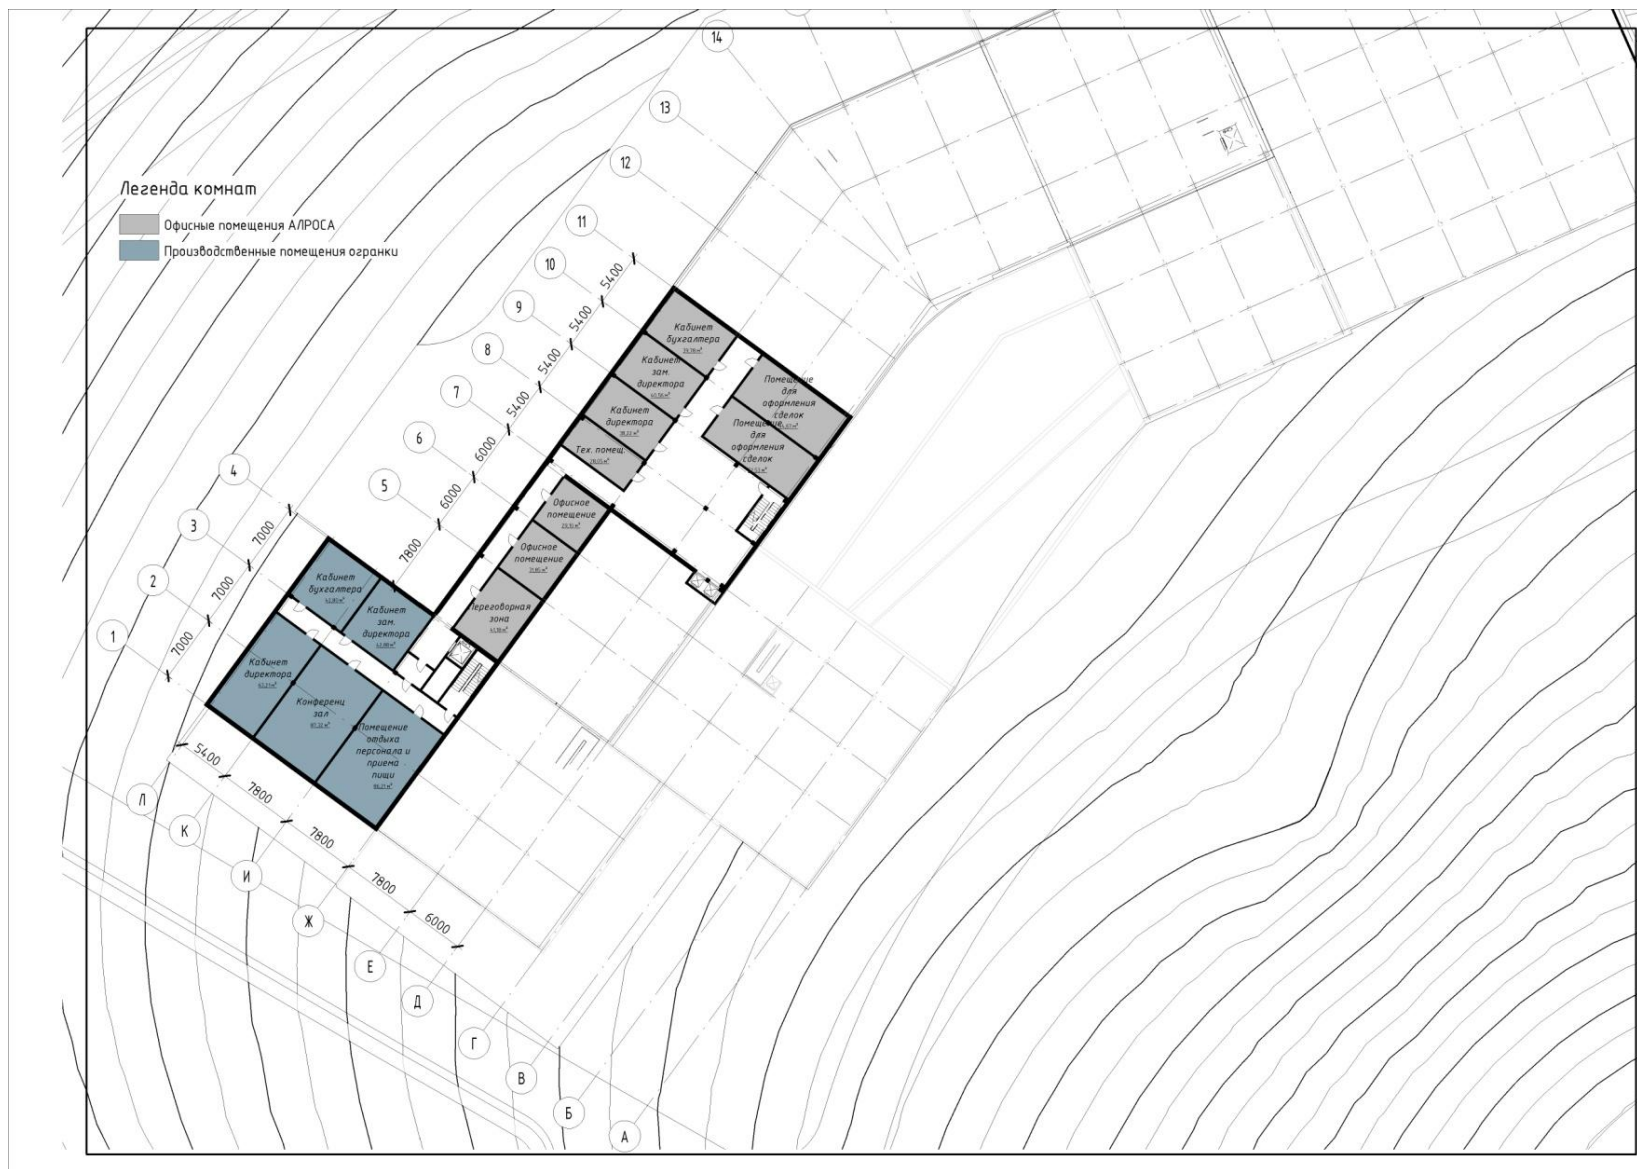 14
13
12
11
10
9
8
7
6
5
4
3
2
1
Легенда комнат
Офисные помещения АЛРОСА
Производственные помещения огранки
5400
5400
5400
5400
6000
6000
7800
7000
7000
7000
Кабинет
бухгалтера
Кабинет
зам.
директора
Кабинет
директора
Тех. помещ.
Помещение
для
оформления
сделок
Помещение
для
оформления
сделок
Офисное
помещение
Офисное
помещение
Переговорная
зона
Кабинет
бухгалтера
Кабинет
зам.
директора
Кабинет
директора
Конференц
зал
Помещение
отдыха
персонала и
приема
пищи
5400
7800
7800
7800
6000
Л
К
И
Ж
Е
Д
Г
В
Б
А